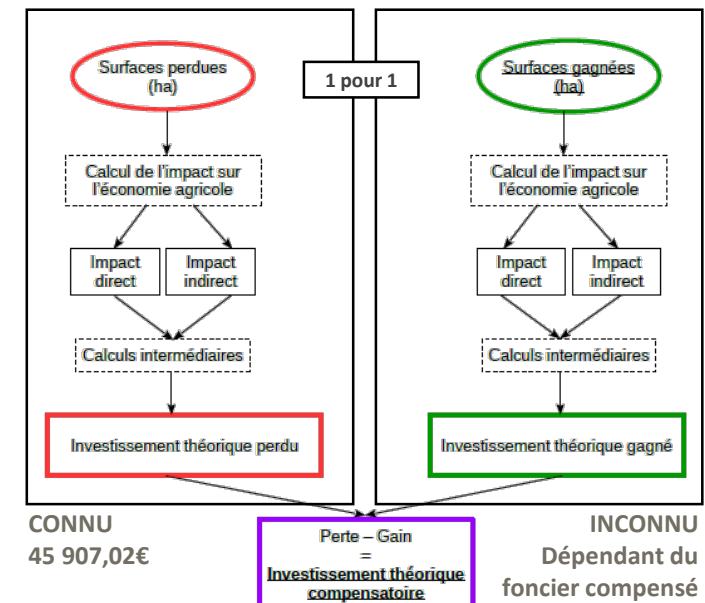 Surfaces perdues
(ha)
1 pour 1
Surfaces gagnées
(ha)
Calcul de l'impact sur
l'économie agricole
Calcul de l'impact sur
l'économie agricole
Impact
direct
Impact
indirect
Impact
direct
Impact
indirect
Calculs intermédiaires
Calculs intermédiaires
Investissement théorique perdu
Investissement théorique gagné
CONNU
45 907,02€
Perte – Gain
=
Investissement théorique
compensatoire
INCONNU
Dépendant du
foncier compensé